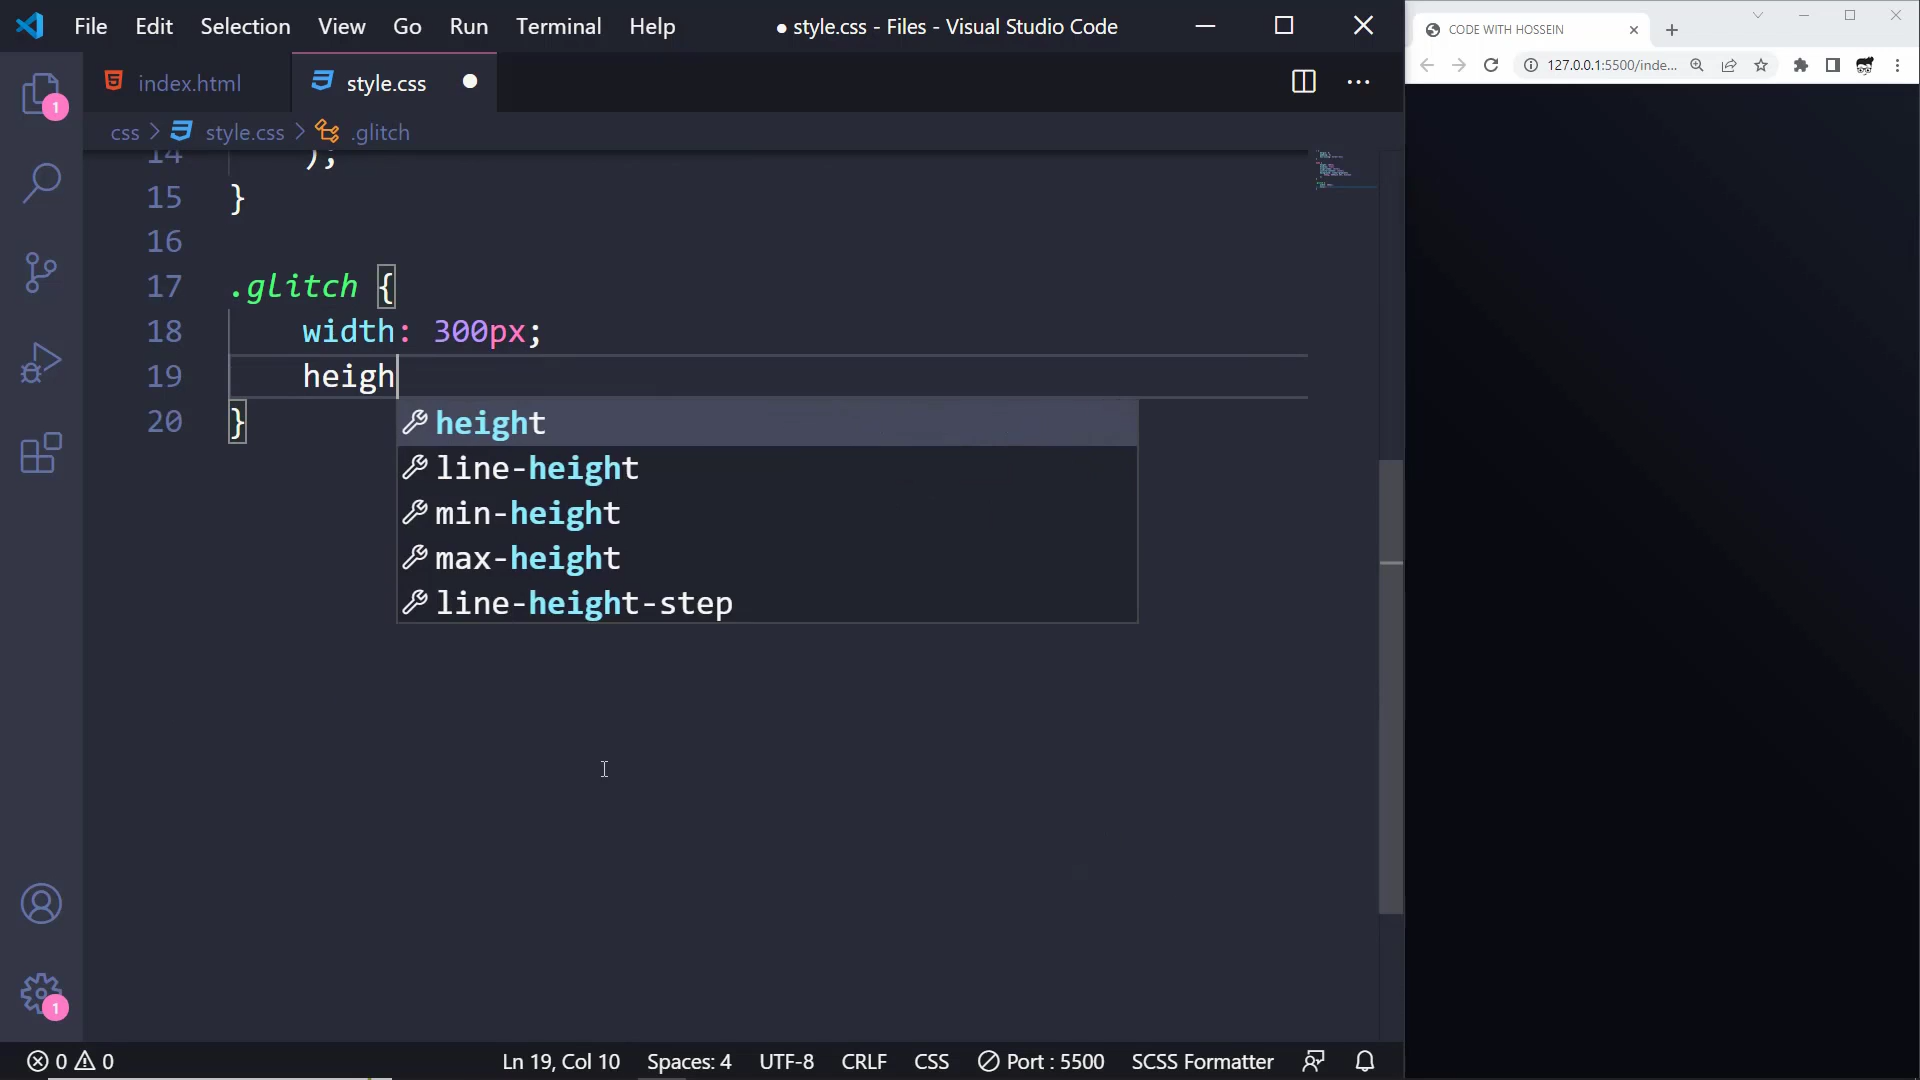 File Edit Selection View Go Run Terminal Help ● style.css - Files - Visual Studio Code
CODE WITH HOSSEIN
127.0.0.1:5500/inde...
index.html style.css
css > style.css > .glitch
14 );
15 }
16
17 .glitch {
18 width: 300px;
19 heigh
20 }
height
line-height
min-height
max-height
line-height-step
1
1
0 0 Ln 19, Col 10 Spaces: 4 UTF-8 CRLF CSS Port : 5500 SCSS Formatter